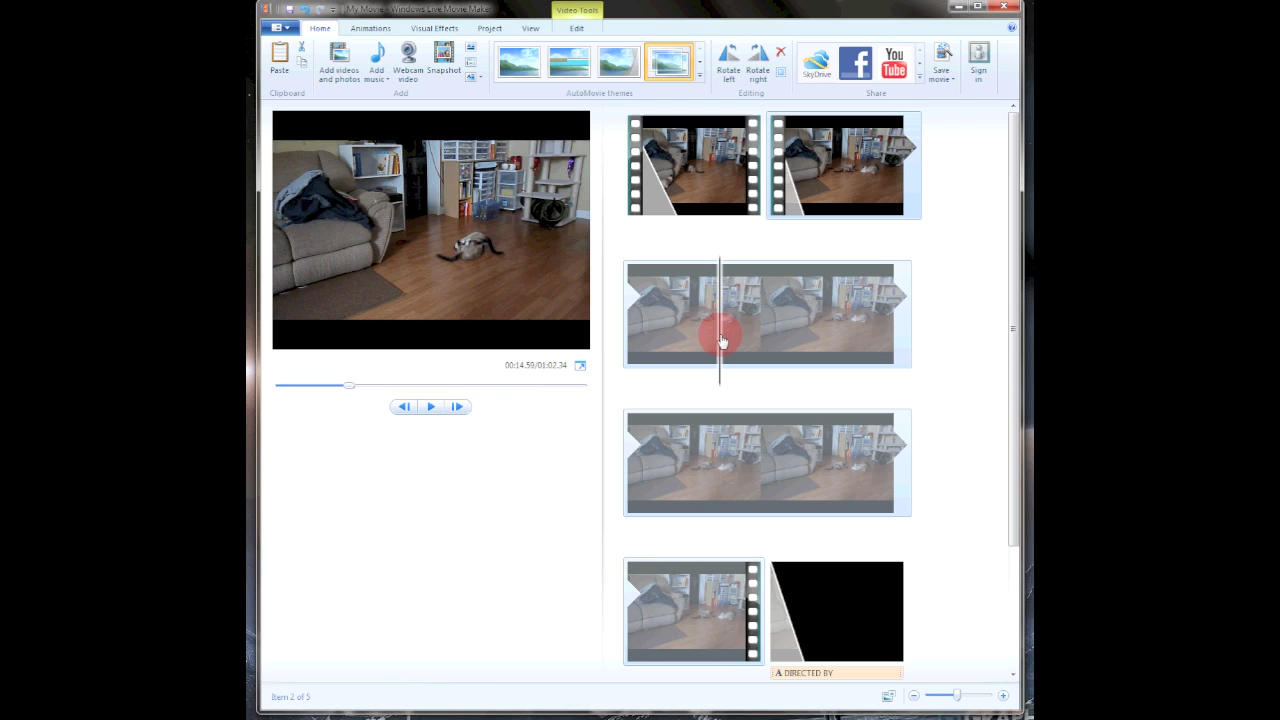 My Movie - Windows Live Movie Maker
Video Tools
Home
Animations
Visual Effects
Project
View
Edit
Paste
Add videos
and photos
Add
music
Webcam
video
Snapshot
Rotate
left
Rotate
right
SkyDrive
You
Tube
Save
movie
Sign
in
Clipboard
Add
AutoMovie themes
Editing
Share
00:14.59/01:02.34
A DIRECTED BY
Item 2 of 5